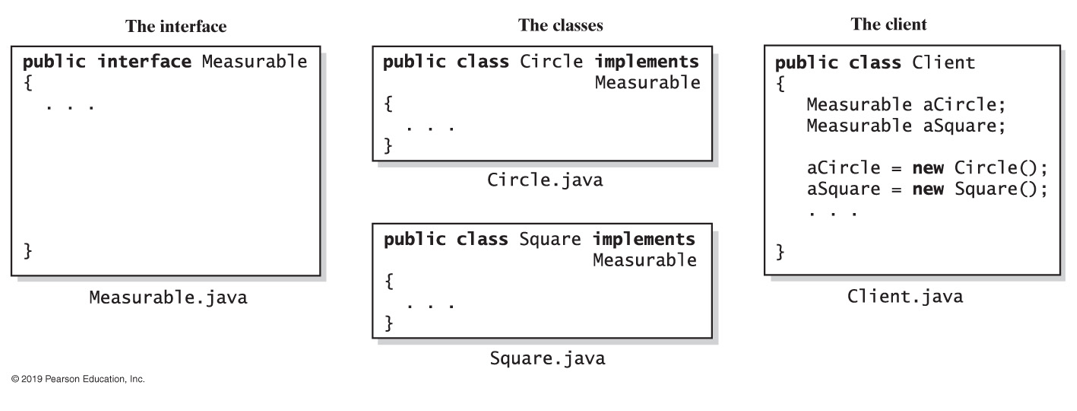 The interface
public interface Measurable
{
. . .
}
Measurable.java
The classes
public class Circle implements
Measurable
{
. . .
}
Circle.java
public class Square implements
Measurable
{
. . .
}
Square.java
The client
public class Client
{
Measurable aCircle;
Measurable aSquare;
aCircle = new Circle();
aSquare = new Square();
. . .
}
Client.java
© 2019 Pearson Education, Inc.